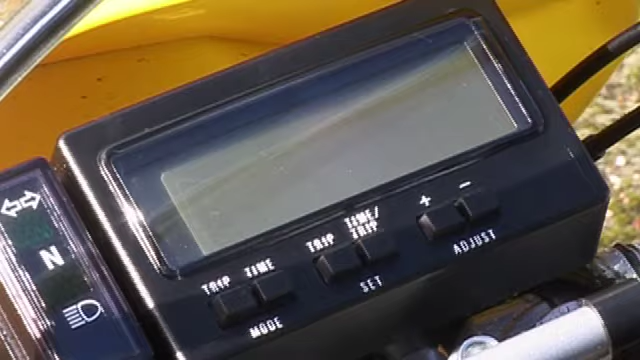 N
TRIP TIME
MODE
TRIP TIME/
TRIP
SET
+ -
ADJUST